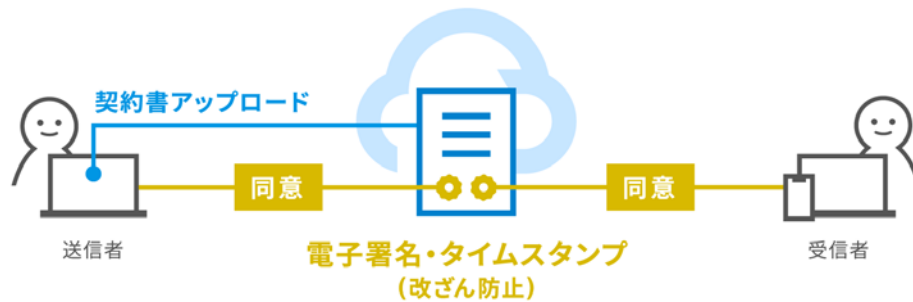 契約書アップロード
同意
同意
送信者
電子署名・タイムスタンプ
(改ざん防止)
受信者